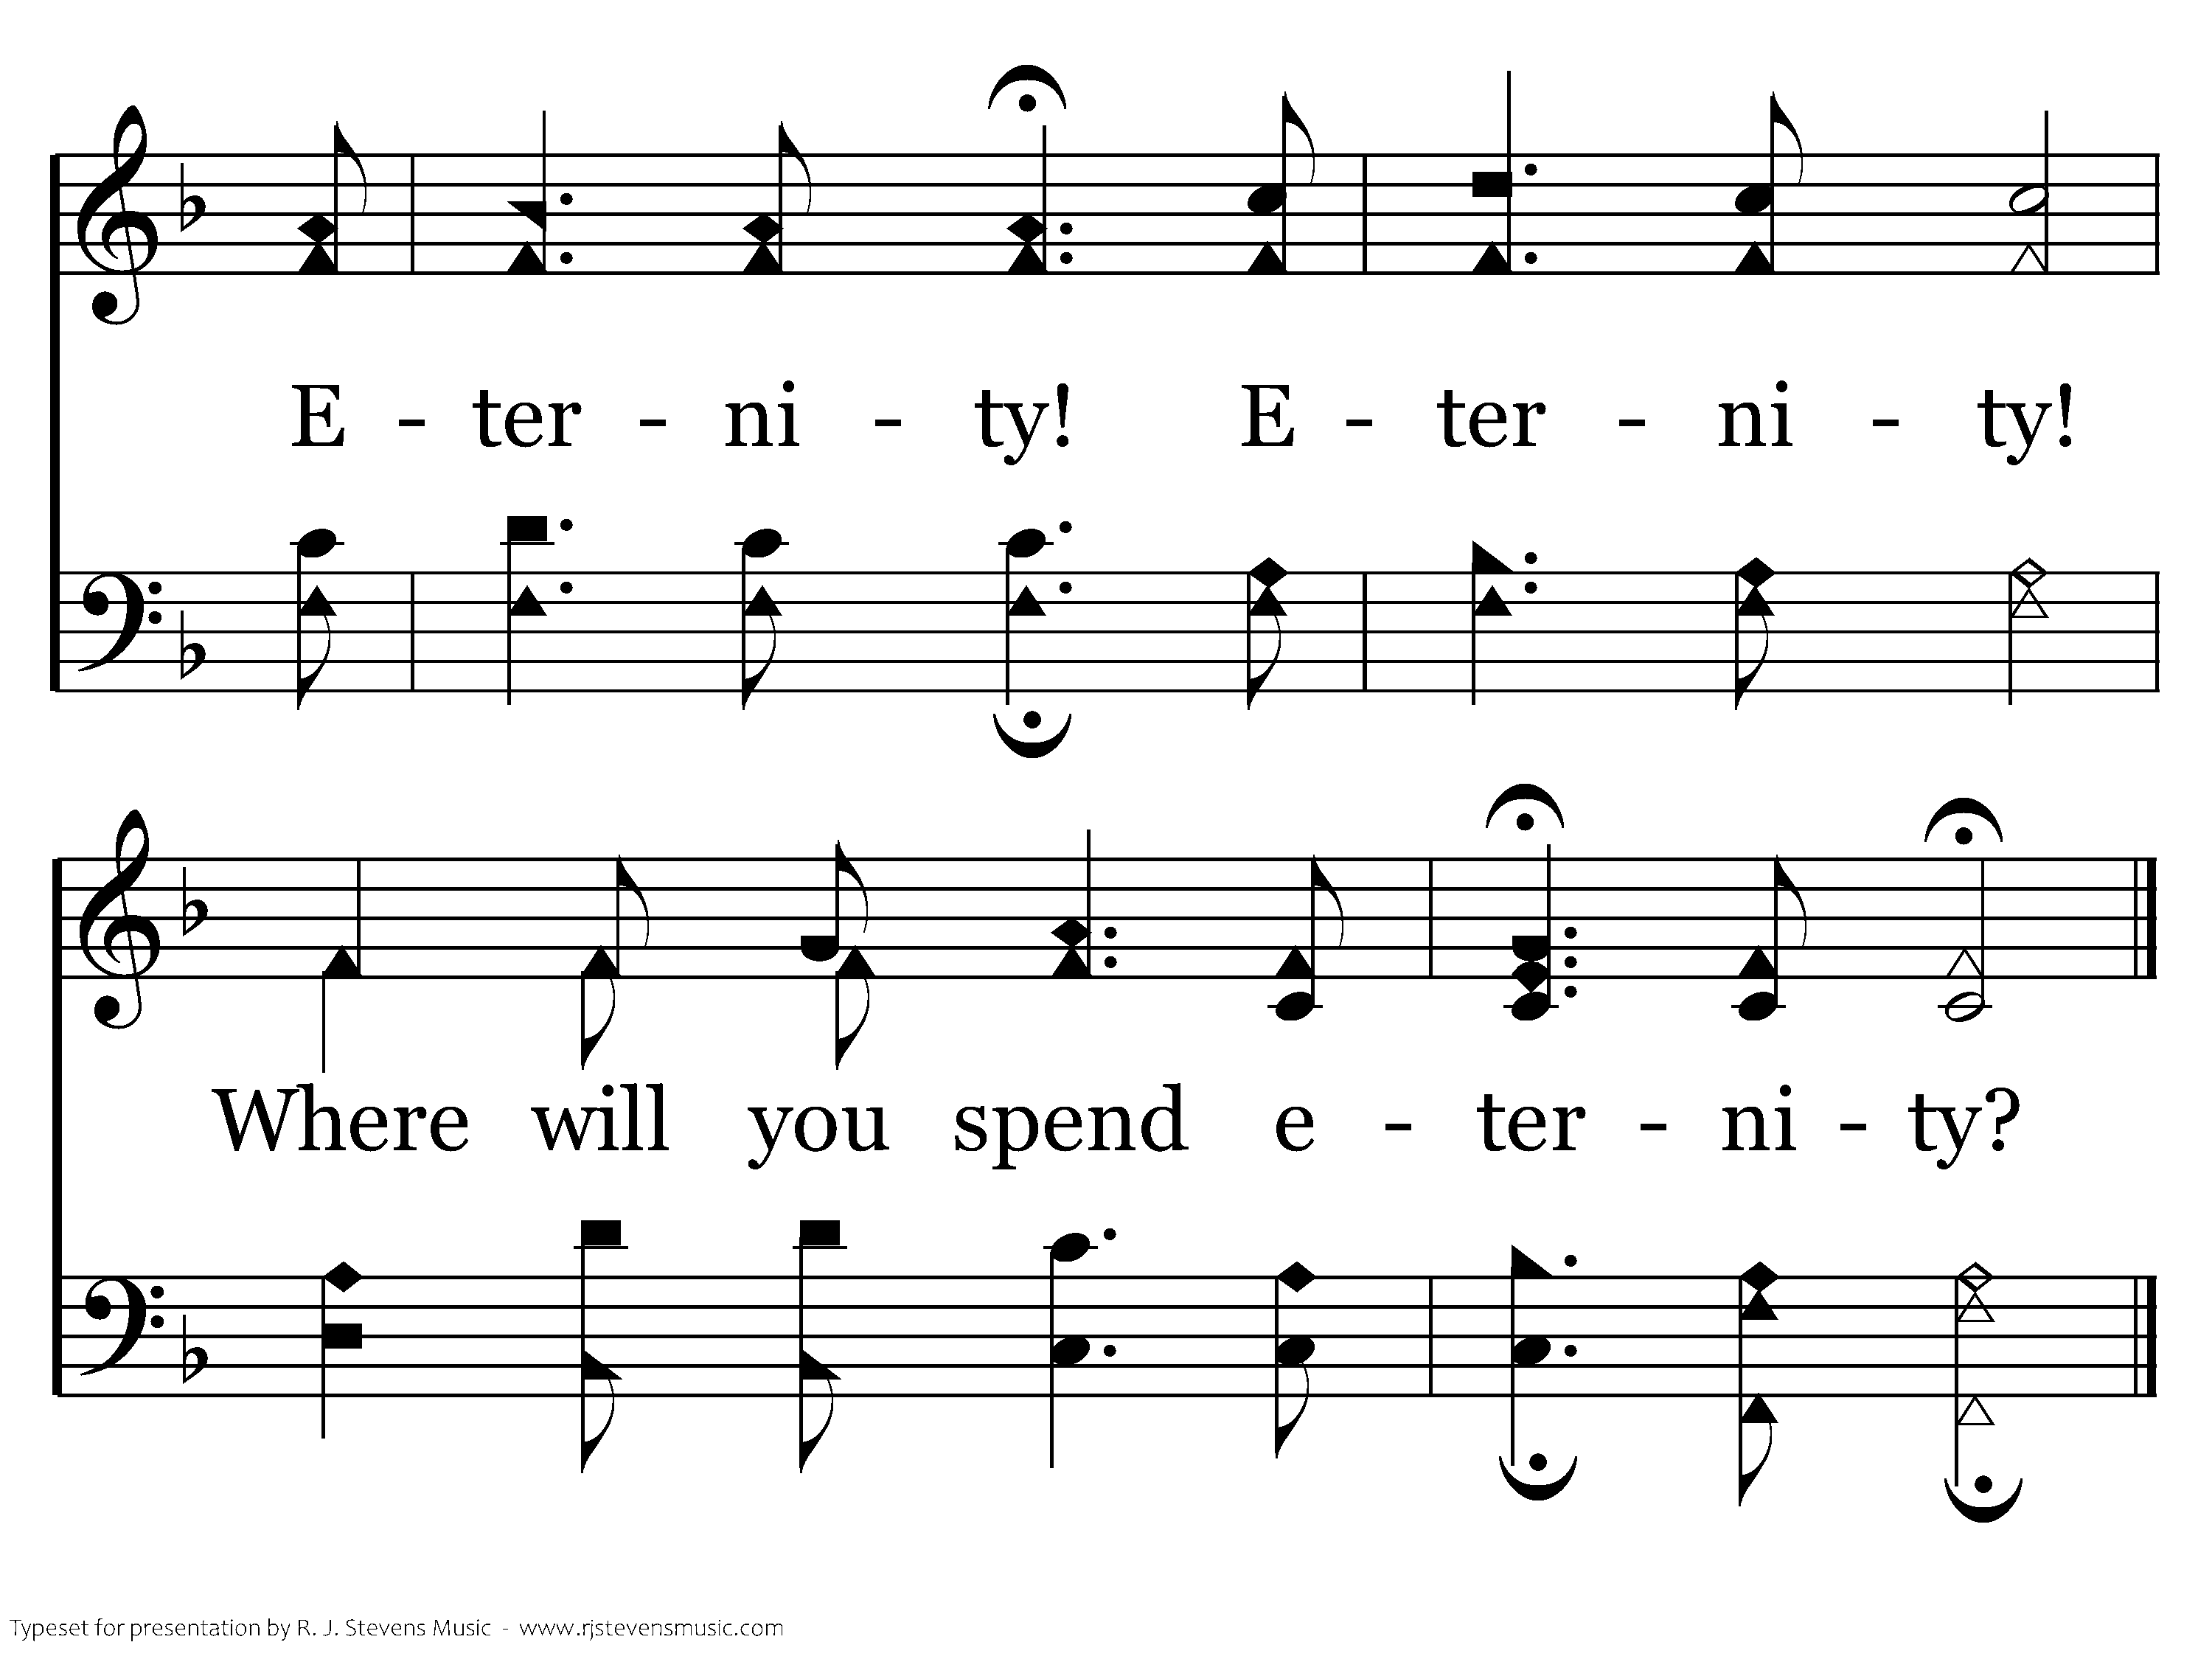 E - ter - ni - ty! E - ter - ni - ty!
Where will you spend e - ter - ni - ty?
Typeset for presentation by R. J. Stevens Music - www.rjstevensmusic.com